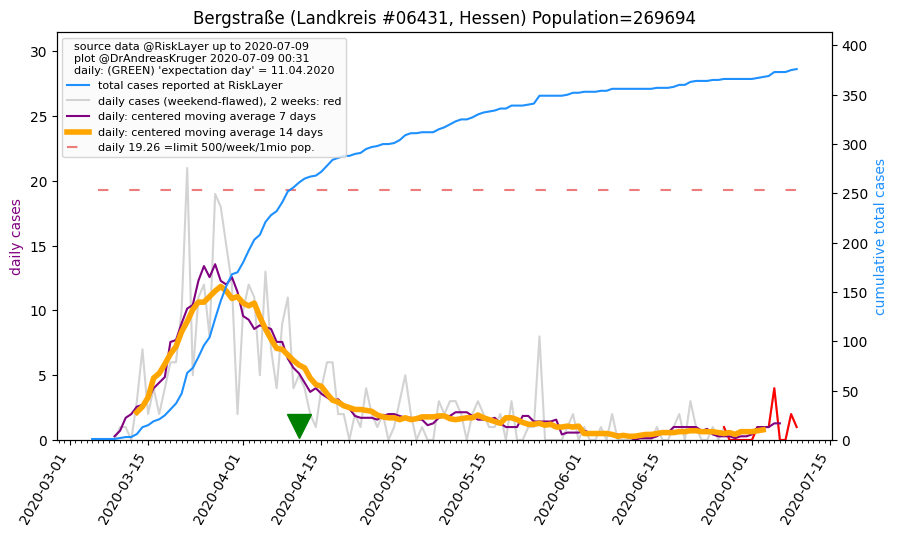 Bergstraße (Landkreis #06431, Hessen) Population=269694
source data @RiskLayer up to 2020-07-09
plot @DrAndreasKruger 2020-07-09 00:31
daily: (GREEN) 'expectation day' = 11.04.2020
total cases reported at RiskLayer
daily cases (weekend-flawed), 2 weeks: red
daily: centered moving average 7 days
daily: centered moving average 14 days
daily 19.26 =limit 500/week/1mio pop.
daily cases
30
25
20
15
10
5
0
cumulative total cases
400
350
300
250
200
150
100
50
0
2020-03-01
2020-03-15
2020-04-01
2020-04-15
2020-05-01
2020-05-15
2020-06-01
2020-06-15
2020-07-01
2020-07-15